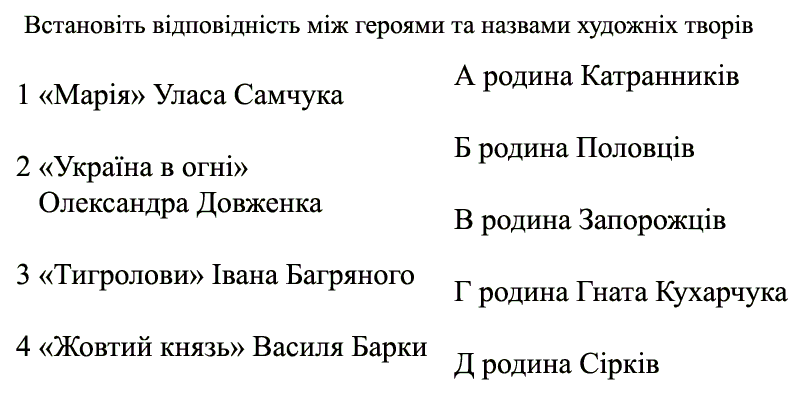 Встановіть відповідність між героями та назвами художніх творів
1 «Марія» Уласа Самчука
2 «Україна в огні»
Олександра Довженка
3 «Тигролови» Івана Багряного
4 «Жовтий князь» Василя Барки
А родина Катранників
Б родина Половців
В родина Запорожців
Г родина Гната Кухарчука
Д родина Сірків